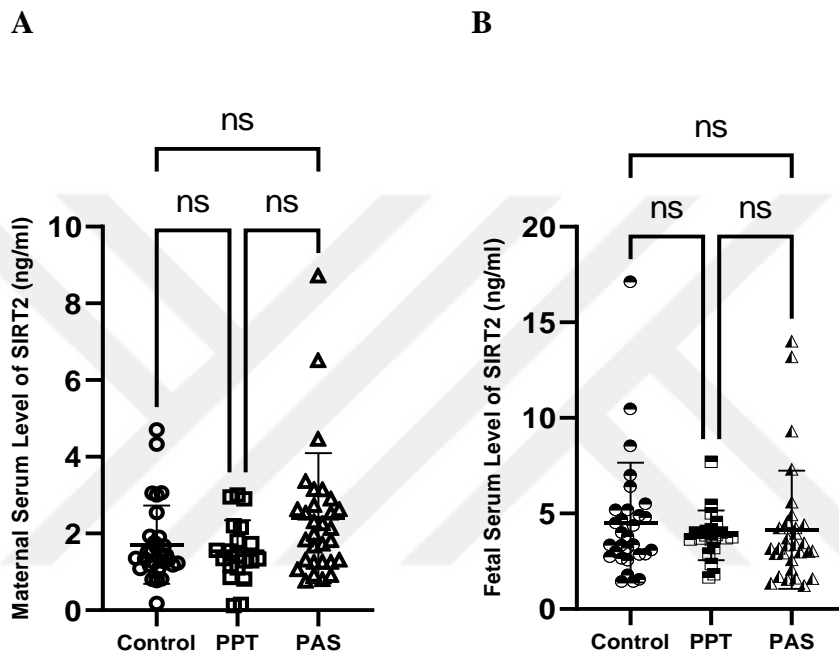 A
ns
ns ns
Maternal Serum Level of SIRT2 (ng/ml)
10
8
6
4
2
0
Control PPT PAS
B
ns
ns ns
Fetal Serum Level of SIRT2 (ng/ml)
20
15
10
5
0
Control PPT PAS